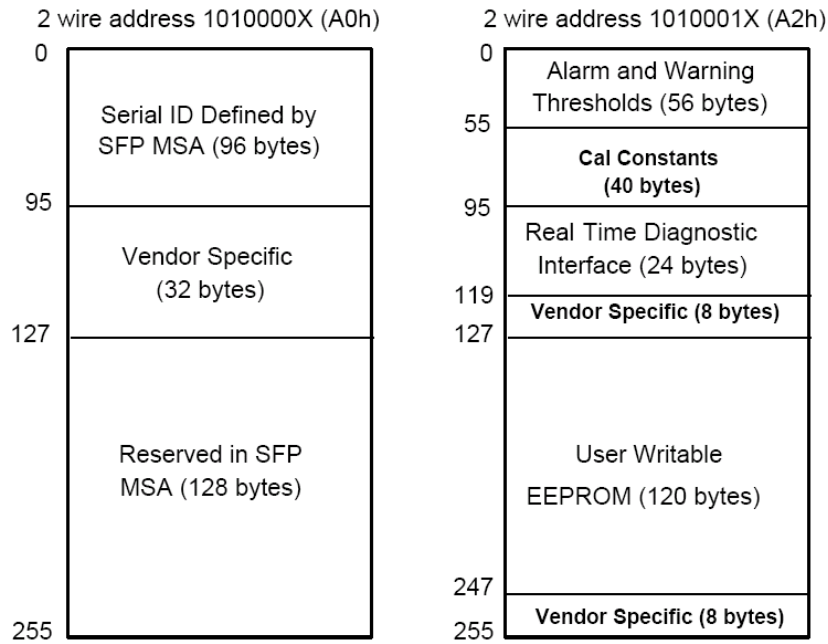 2 wire address 1010000X (A0h)
0
Serial ID Defined by
SFP MSA (96 bytes)
95
Vendor Specific
(32 bytes)
127
Reserved in SFP
MSA (128 bytes)
255
2 wire address 1010001X (A2h)
0
Alarm and Warning
Thresholds (56 bytes)
55
Cal Constants
(40 bytes)
95
Real Time Diagnostic
Interface (24 bytes)
119
Vendor Specific (8 bytes)
127
User Writable
EEPROM (120 bytes)
247
Vendor Specific (8 bytes)
255